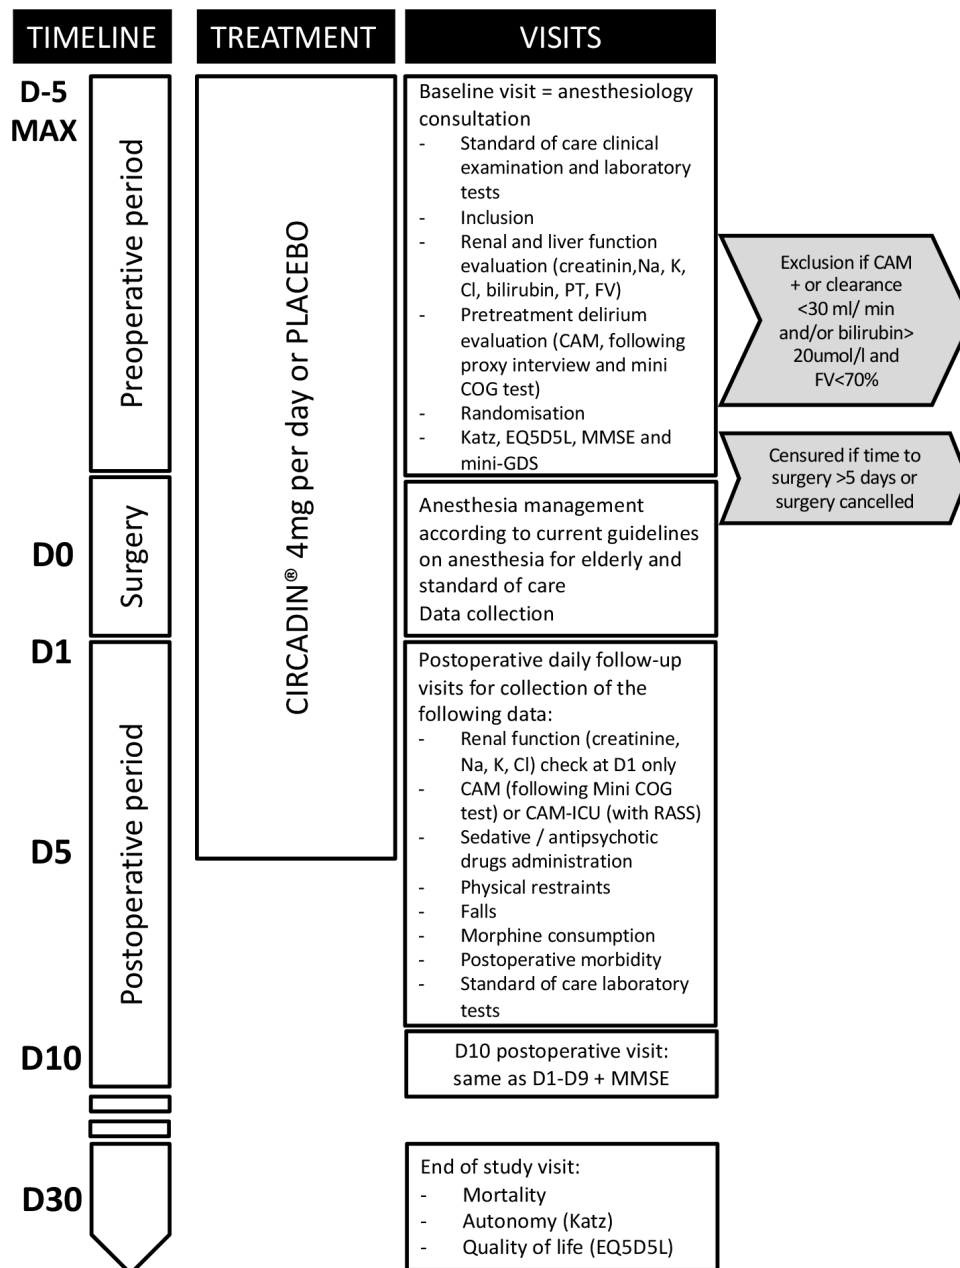 TIMELINE
TREATMENT
VISITS
D-5
MAX
Preoperative period
Surgery
D0
D1
Postoperative period
D5
D10
D30
CIRCADIN® 4mg per day or PLACEBO
Baseline visit = anesthesiology
consultation
- Standard of care clinical
examination and laboratory
tests
- Inclusion
- Renal and liver function
evaluation (creatinin,Na, K,
Cl, bilirubin, PT, FV)
- Pretreatment delirium
evaluation (CAM, following
proxy interview and mini
COG test)
- Randomisation
- Katz, EQ5D5L, MMSE and
mini-GDS
Exclusion if CAM
+ or clearance
<30 ml/ min
and/or bilirubin>
20umol/l and
FV<70%
Censured if time to
surgery >5 days or
surgery cancelled
Anesthesia management
according to current guidelines
on anesthesia for elderly and
standard of care
Data collection
Postoperative daily follow-up
visits for collection of the
following data:
- Renal function (creatinine,
Na, K, Cl) check at D1 only
- CAM (following Mini COG
test) or CAM-ICU (with RASS)
- Sedative / antipsychotic
drugs administration
- Physical restraints
- Falls
- Morphine consumption
- Postoperative morbidity
- Standard of care laboratory
tests
D10 postoperative visit:
same as D1-D9 + MMSE
End of study visit:
- Mortality
- Autonomy (Katz)
- Quality of life (EQ5D5L)